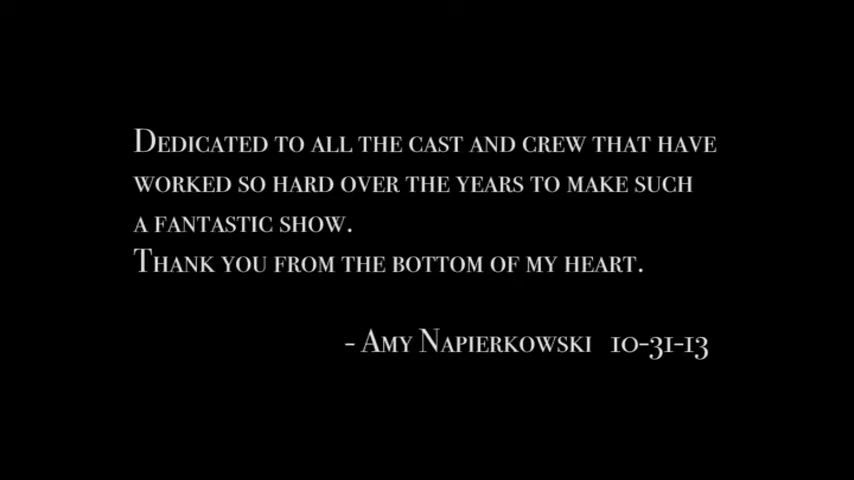 Dedicated to all the cast and crew that have
worked so hard over the years to make such
a fantastic show.
Thank you from the bottom of my heart.
- Amy Napierkowski 10-31-13